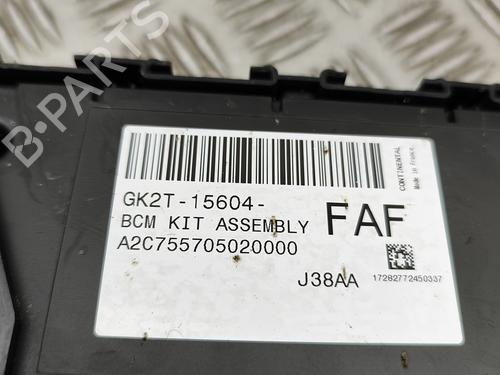 B-PARTS
GK2T-15604-
BCM KIT ASSEMBLY
FAF
A2C755705020000
J38AA
17282772450337
CONTINENTAL
Made in France.